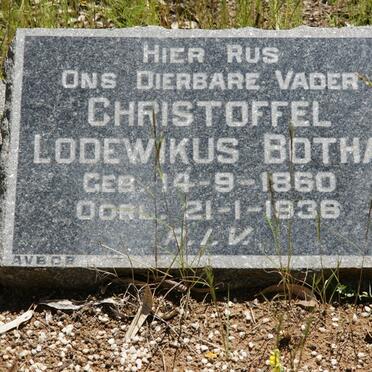 HIER RUS
ONS DIERBARE VADER
CHRISTOFFEL
LODEWIKUS BOTHA
GEB. 14-9-1860
OORL. 21-1-1936